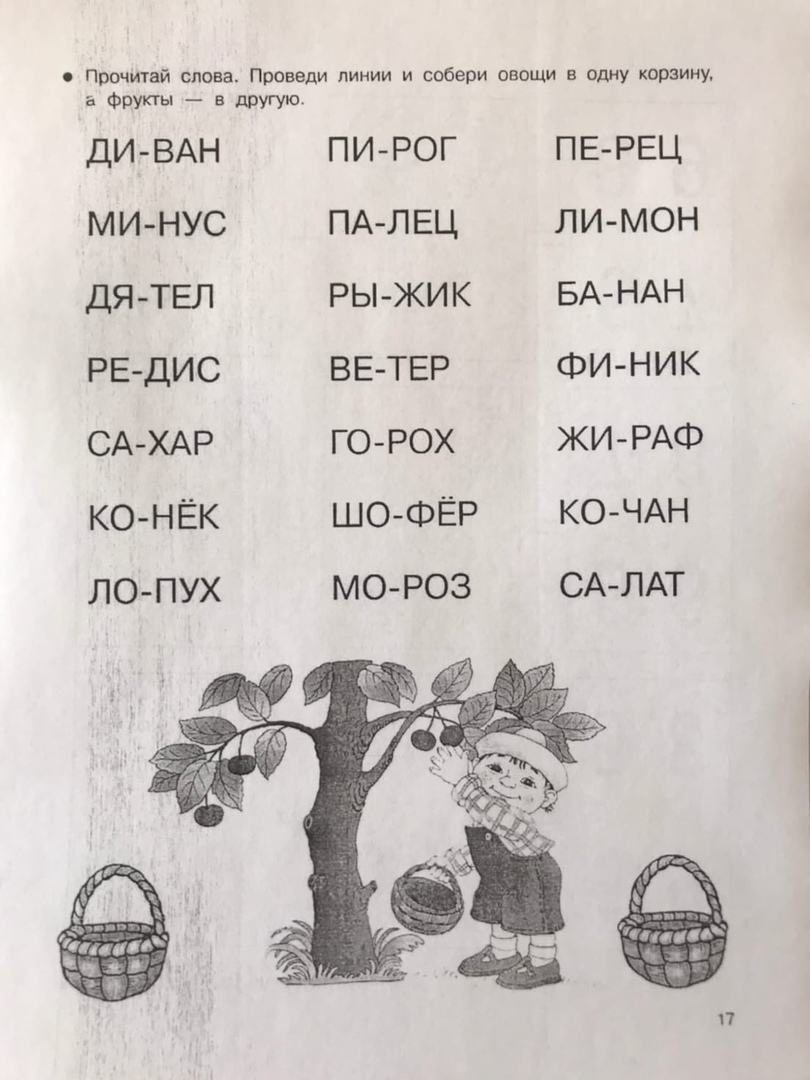 • Прочитай слова. Проведи линии и собери овощи в одну корзину,
а фрукты — в другую.
ДИ-ВАН ПИ-РОГ ПЕ-РЕЦ
МИ-НУС ПА-ЛЕЦ ЛИ-МОН
ДЯ-ТЕЛ РЫ-ЖИК БА-НАН
РЕ-ДИС ВЕ-ТЕР ФИ-НИК
СА-ХАР ГО-РОХ ЖИ-РАФ
КО-НЁК ШО-ФЁР КО-ЧАН
ЛО-ПУХ МО-РОЗ СА-ЛАТ
17